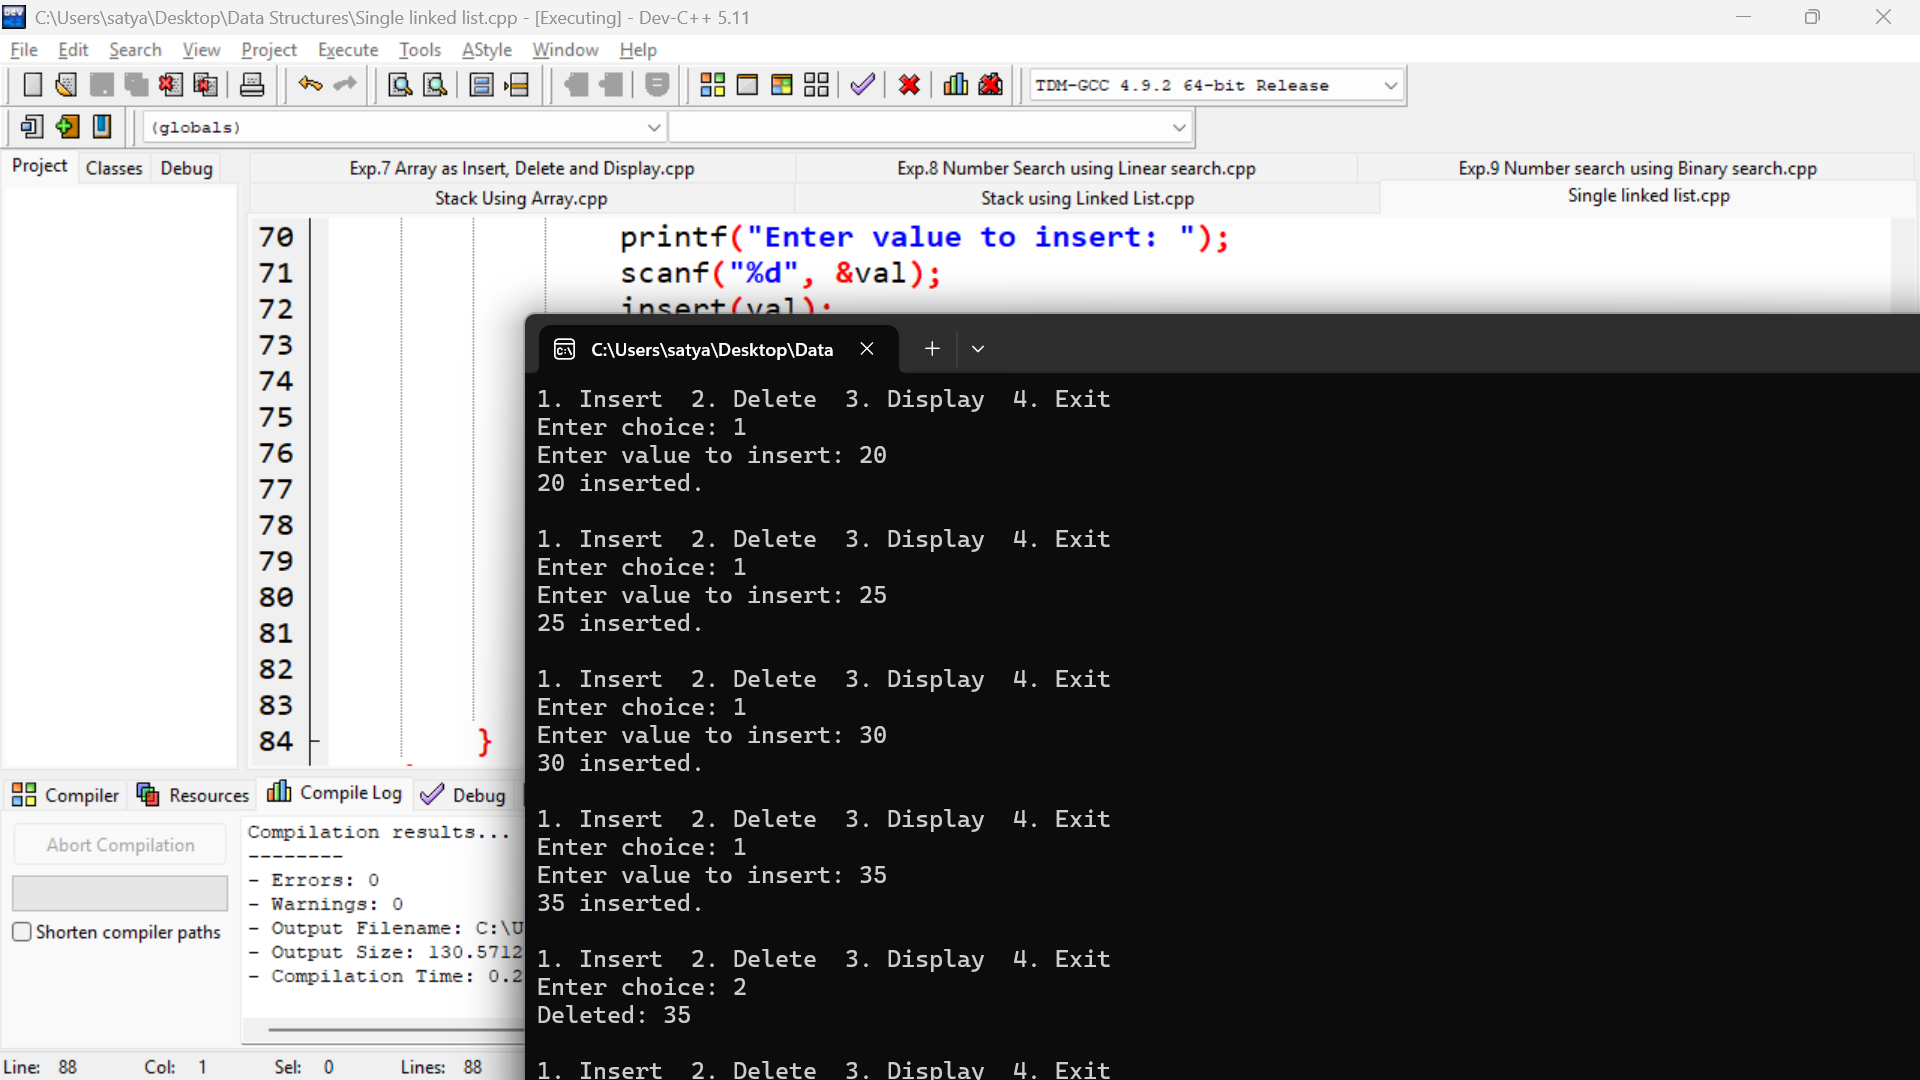 C:\Users\satya\Desktop\Data Structures\Single linked list.cpp - [Executing] - Dev-C++ 5.11
File Edit Search View Project Execute Tools AStyle Window Help
TDM-GCC 4.9.2 64-bit Release
(globals)
Project Classes Debug
Exp.7 Array as Insert, Delete and Display.cpp
Exp.8 Number Search using Linear search.cpp
Exp.9 Number search using Binary search.cpp
Stack Using Array.cpp
Stack using Linked List.cpp
Single linked list.cpp
70 printf("Enter value to insert: ");
71 scanf("%d", &val);
72 insert(val);
73
74
75
76
77
78
79
80
81
82
83
84 }
C:\Users\satya\Desktop\Data
1. Insert  2. Delete  3. Display  4. Exit
Enter choice: 1
Enter value to insert: 20
20 inserted.
1. Insert  2. Delete  3. Display  4. Exit
Enter choice: 1
Enter value to insert: 25
25 inserted.
1. Insert  2. Delete  3. Display  4. Exit
Enter choice: 1
Enter value to insert: 30
30 inserted.
1. Insert  2. Delete  3. Display  4. Exit
Enter choice: 1
Enter value to insert: 35
35 inserted.
1. Insert  2. Delete  3. Display  4. Exit
Enter choice: 2
Deleted: 35
1. Insert  2. Delete  3. Display  4. Exit
Compiler Resources Compile Log Debug
Abort Compilation
Shorten compiler paths
Compilation results...
--------
- Errors: 0
- Warnings: 0
- Output Filename: C:\U
- Output Size: 130.5712
- Compilation Time: 0.2
Line: 88 Col: 1 Sel: 0 Lines: 88